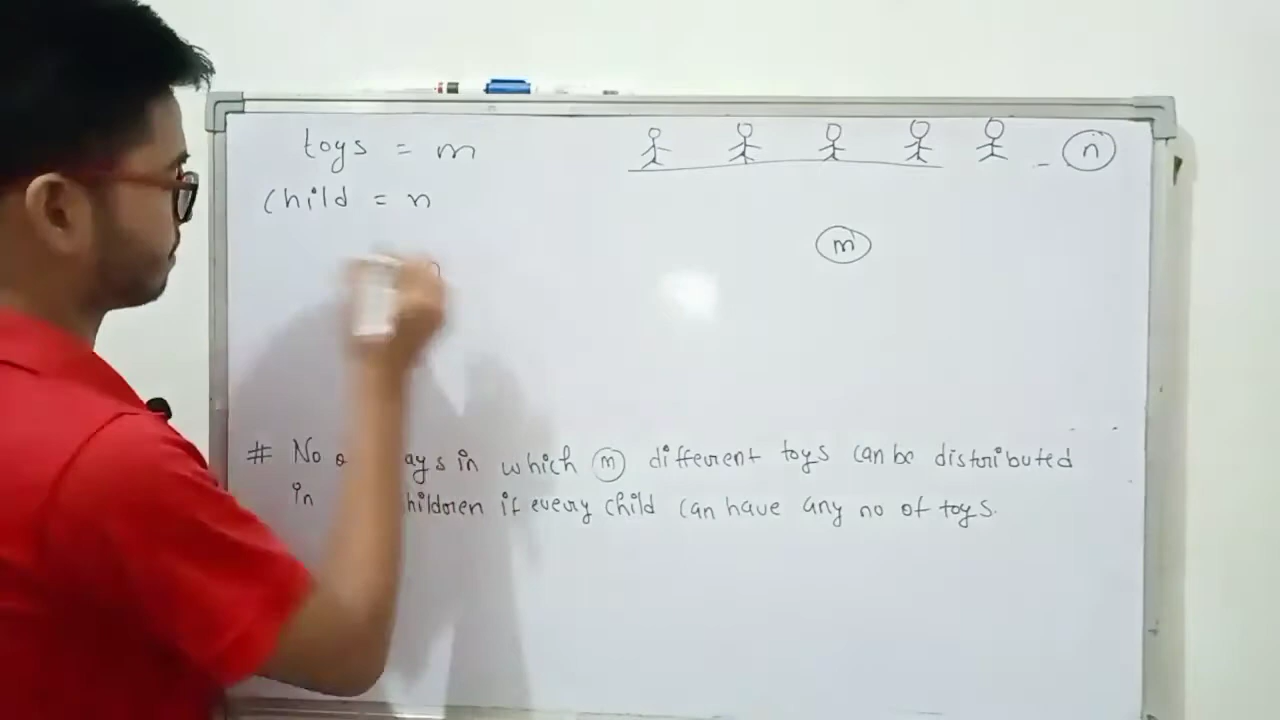 toys = m
child = n
n
m
# No ays in which m different toys can be distributed
in hildren if every child can have any no of toys.